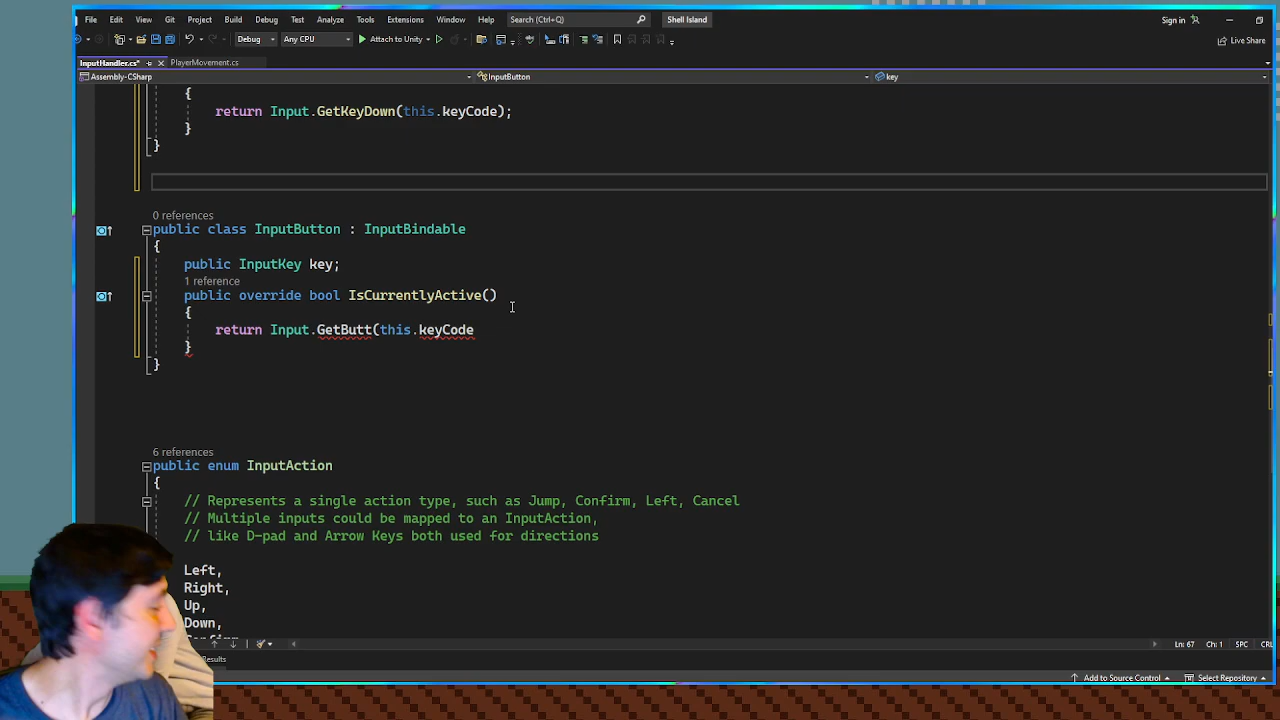 File Edit View Git Project Build Debug Test Analyze Tools Extensions Window Help Search (Ctrl+Q) Shell Island Sign in
Debug Any CPU Attach to Unity Live Share
InputHandler.cs* PlayerMovement.cs
Assembly-CSharp InputButton key
{
return Input.GetKeyDown(this.keyCode);
}
}
0 references
public class InputButton : InputBindable
{
public InputKey key;
1 reference
public override bool IsCurrentlyActive()
{
return Input.GetButt(this.keyCode
}
}
6 references
public enum InputAction
{
// Represents a single action type, such as Jump, Confirm, Left, Cancel
// Multiple inputs could be mapped to an InputAction,
// like D-pad and Arrow Keys both used for directions
Left,
Right,
Up,
Down,
Confirm
Ln: 67 Ch: 1 SPC CRL
Results
Add to Source Control Select Repository